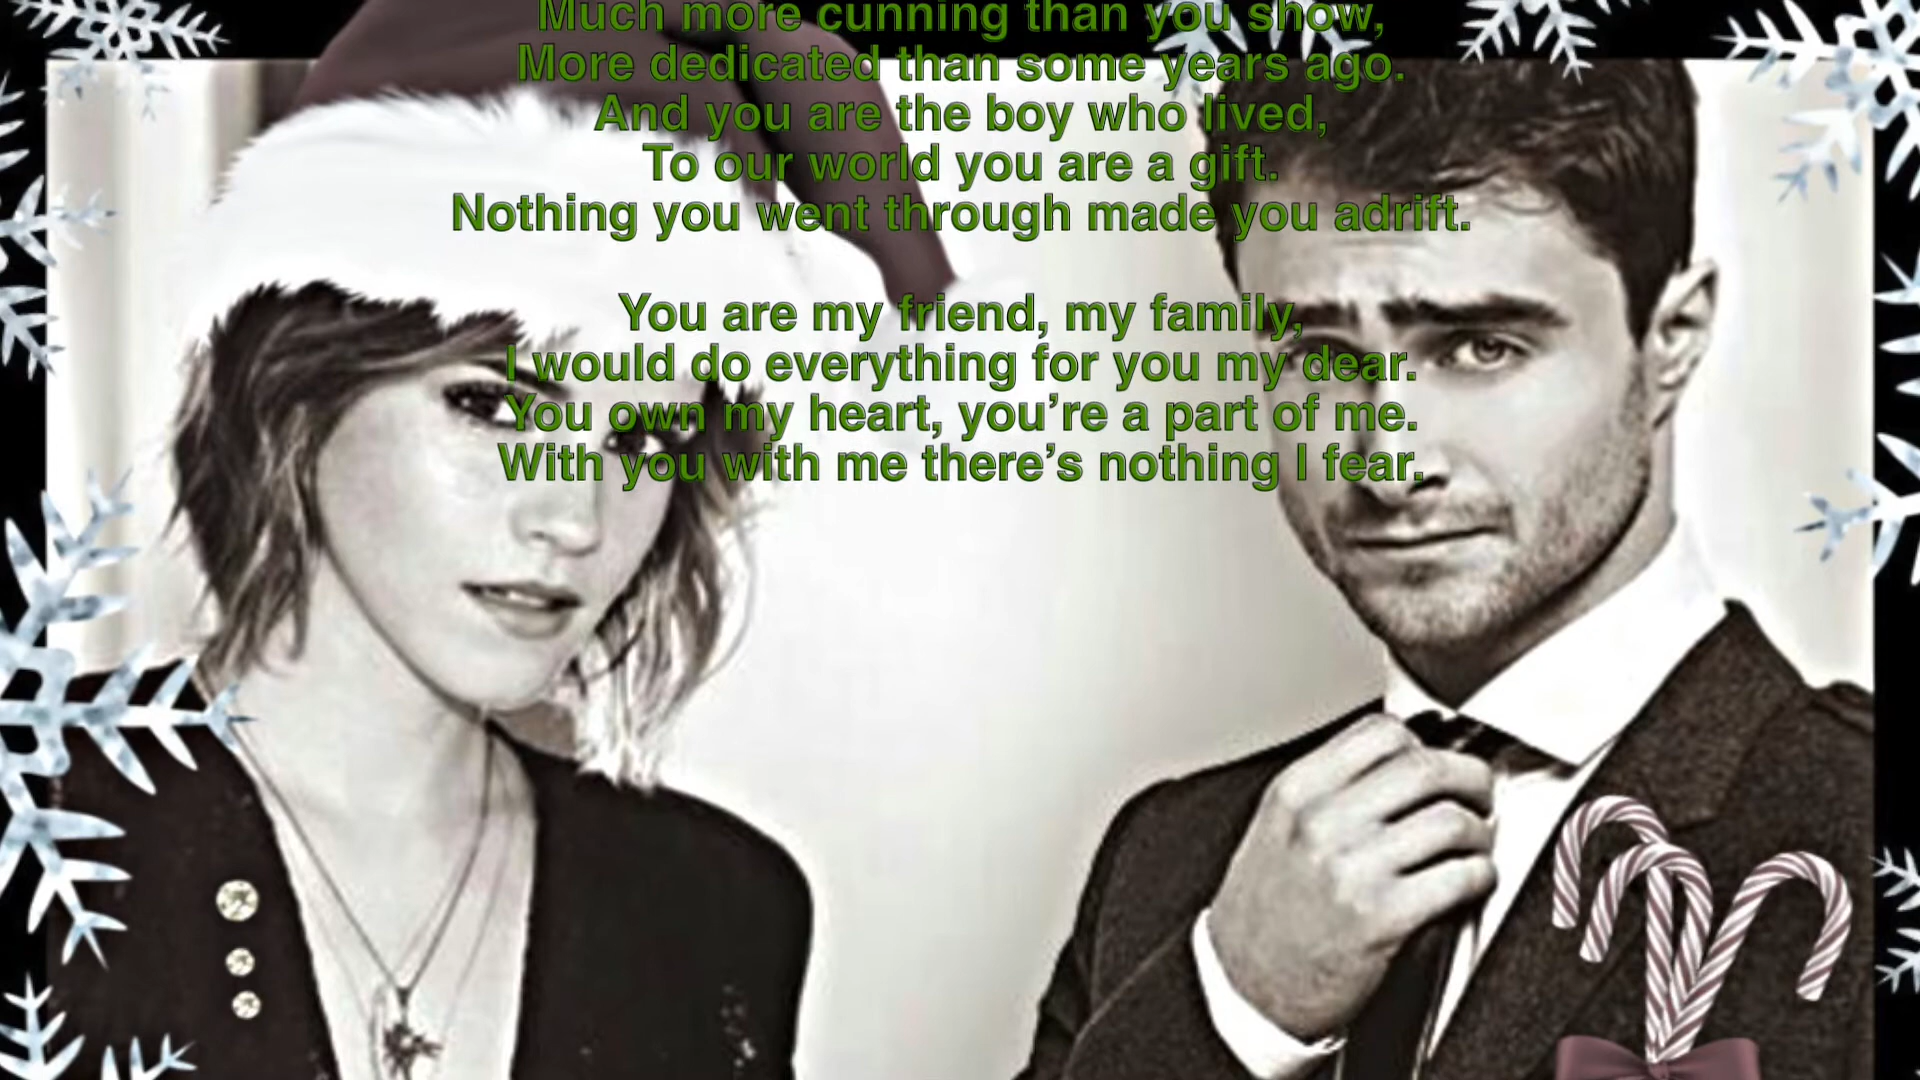 Much more cunning than you show,
More dedicated than some years ago.
And you are the boy who lived,
To our world you are a gift.
Nothing you went through made you adrift.
You are my friend, my family,
I would do everything for you my dear.
You own my heart, you’re a part of me.
With you with me there’s nothing I fear.